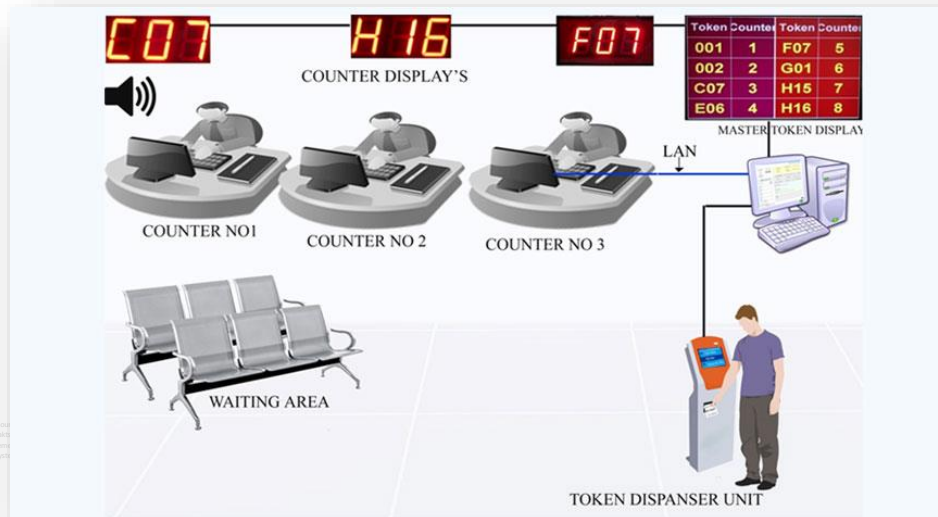 C07
H16
F07
Token Counter Token Counter
001 1 F07 5
002 2 G01 6
C07 3 H15 7
E06 4 H16 8
COUNTER DISPLAY'S
MASTER TOKEN DISPLAY
LAN
COUNTER NO1
COUNTER NO 2
COUNTER NO 3
WAITING AREA
TOKEN DISPANSER UNIT